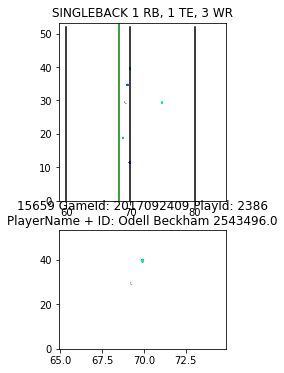 SINGLEBACK 1 RB, 1 TE, 3 WR
50
40
30
20
10
0
60 70 80
15659 GameId: 2017092409 PlayId: 2386
PlayerName + ID: Odell Beckham 2543496.0
40
20
0
65.0 67.5 70.0 72.5